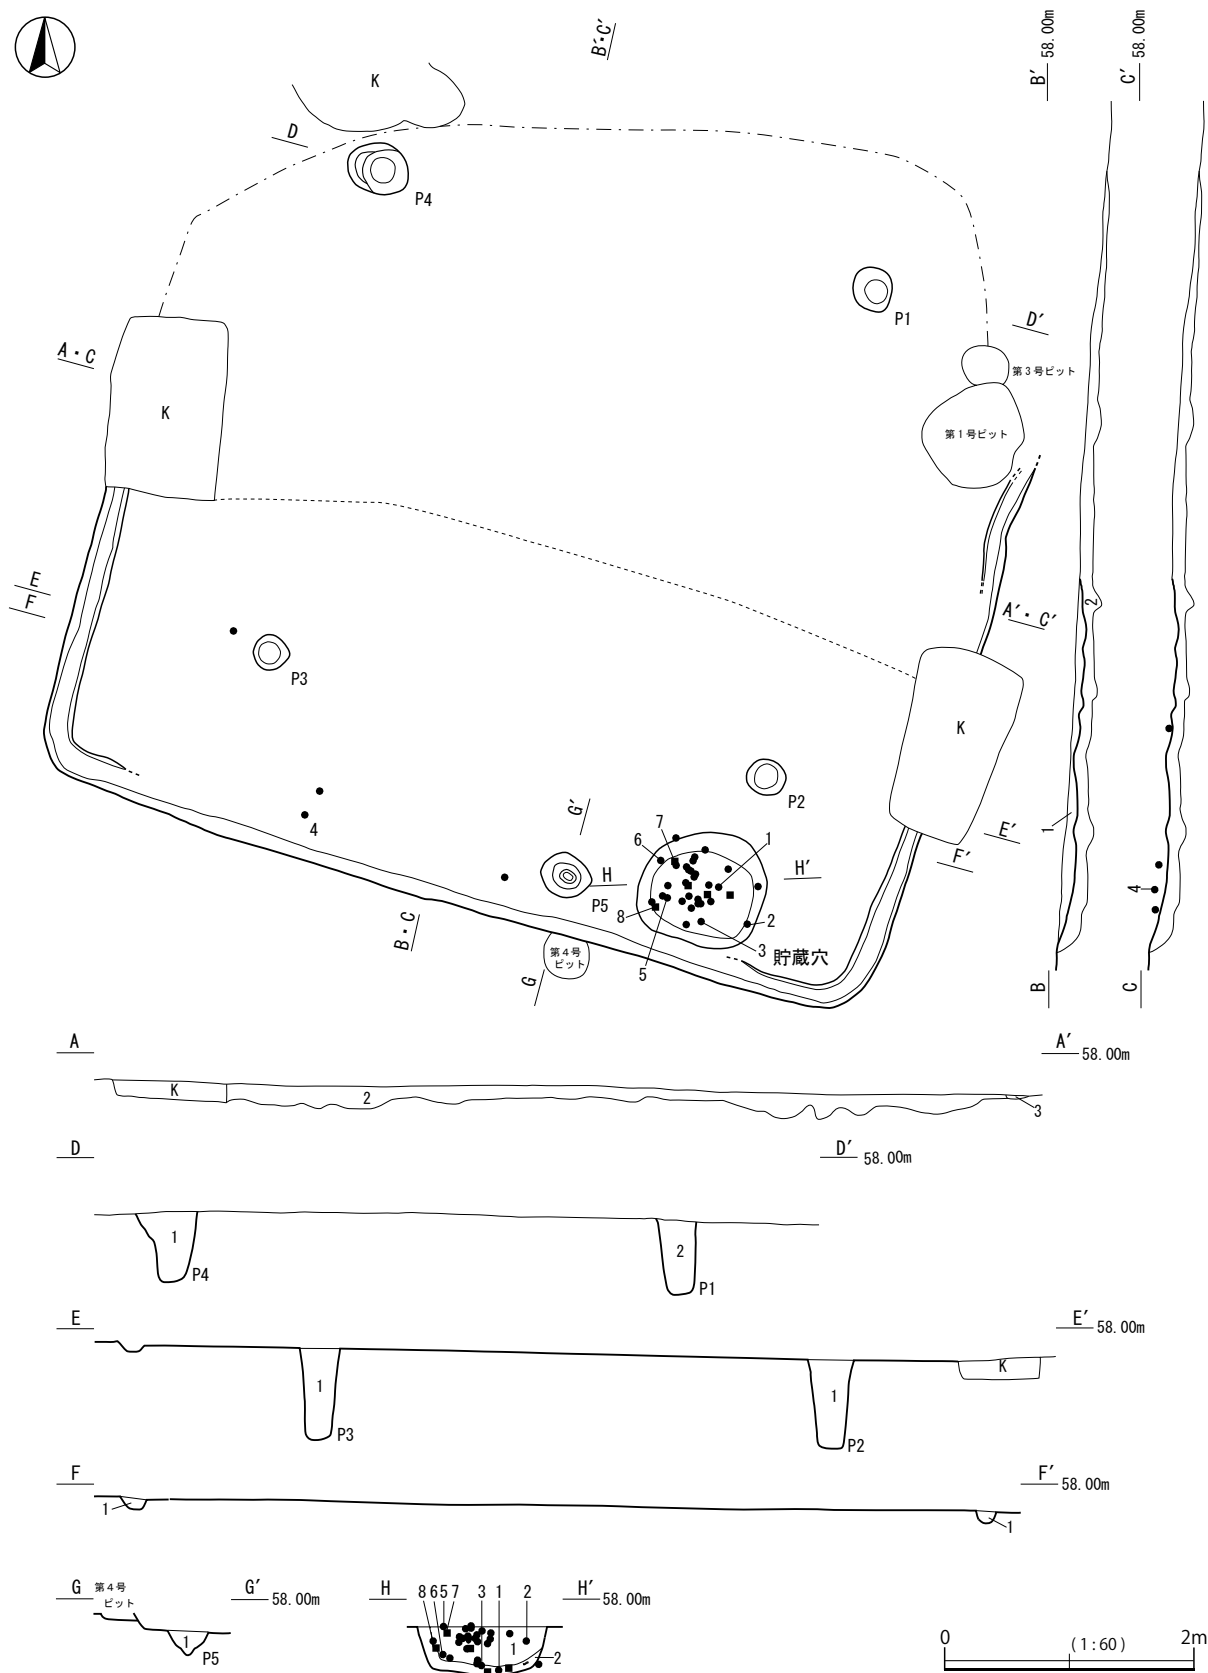 B'・C'
B' 58.00m
C' 58.00m
K
D
P4
P1
D'
第3号ピット
A・C
K
第1号ピット
E
F
2
A'・C'
P3
K
P2
G'
E'
7
1
4
6
H
H'
F'
1
4
P5
8
2
B・C
第4号
ピット
3
貯蔵穴
5
G
B
C
A
A' 58.00m
K
2
3
D
D' 58.00m
1
2
P4
P1
E
E' 58.00m
K
1
1
P3
P2
F
F' 58.00m
1
1
G 第4号
ピット
G' 58.00m
1
P5
H
8 6 5 7 3 1 2
H' 58.00m
1
2
0 (1:60) 2m